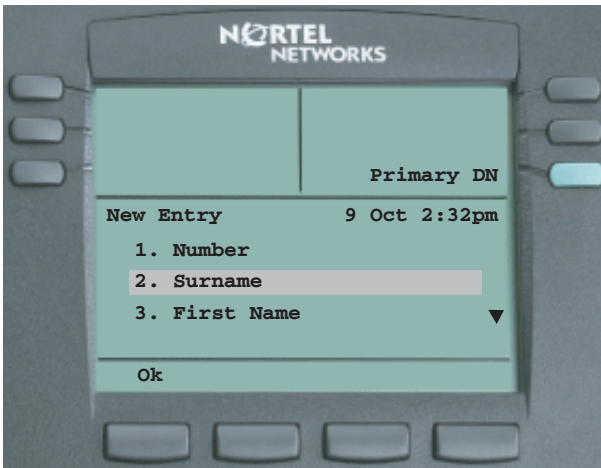 NORTEL
NETWORKS
Primary DN
New Entry 9 Oct 2:32pm
1. Number
2. Surname
3. First Name
Ok